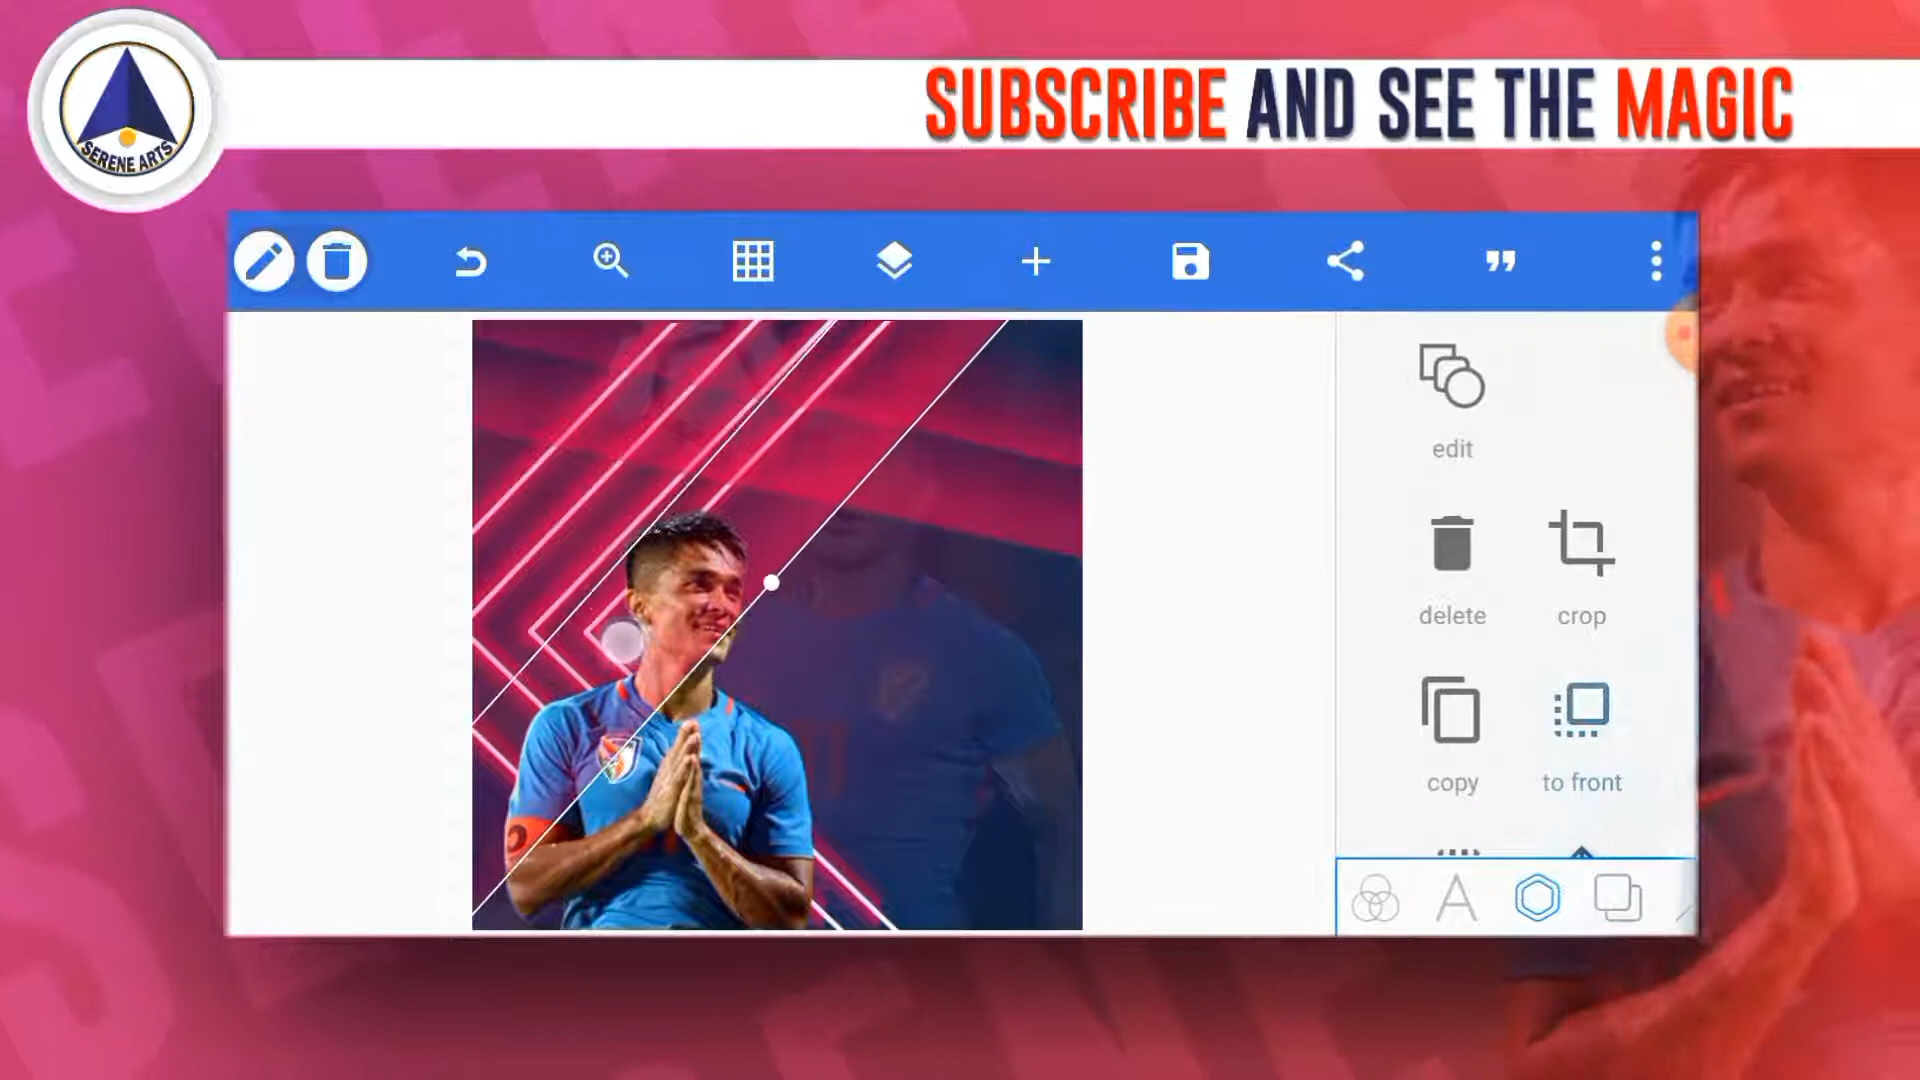 SUBSCRIBE AND SEE THE MAGIC
SERENE ARTS
edit
delete
crop
copy
to front